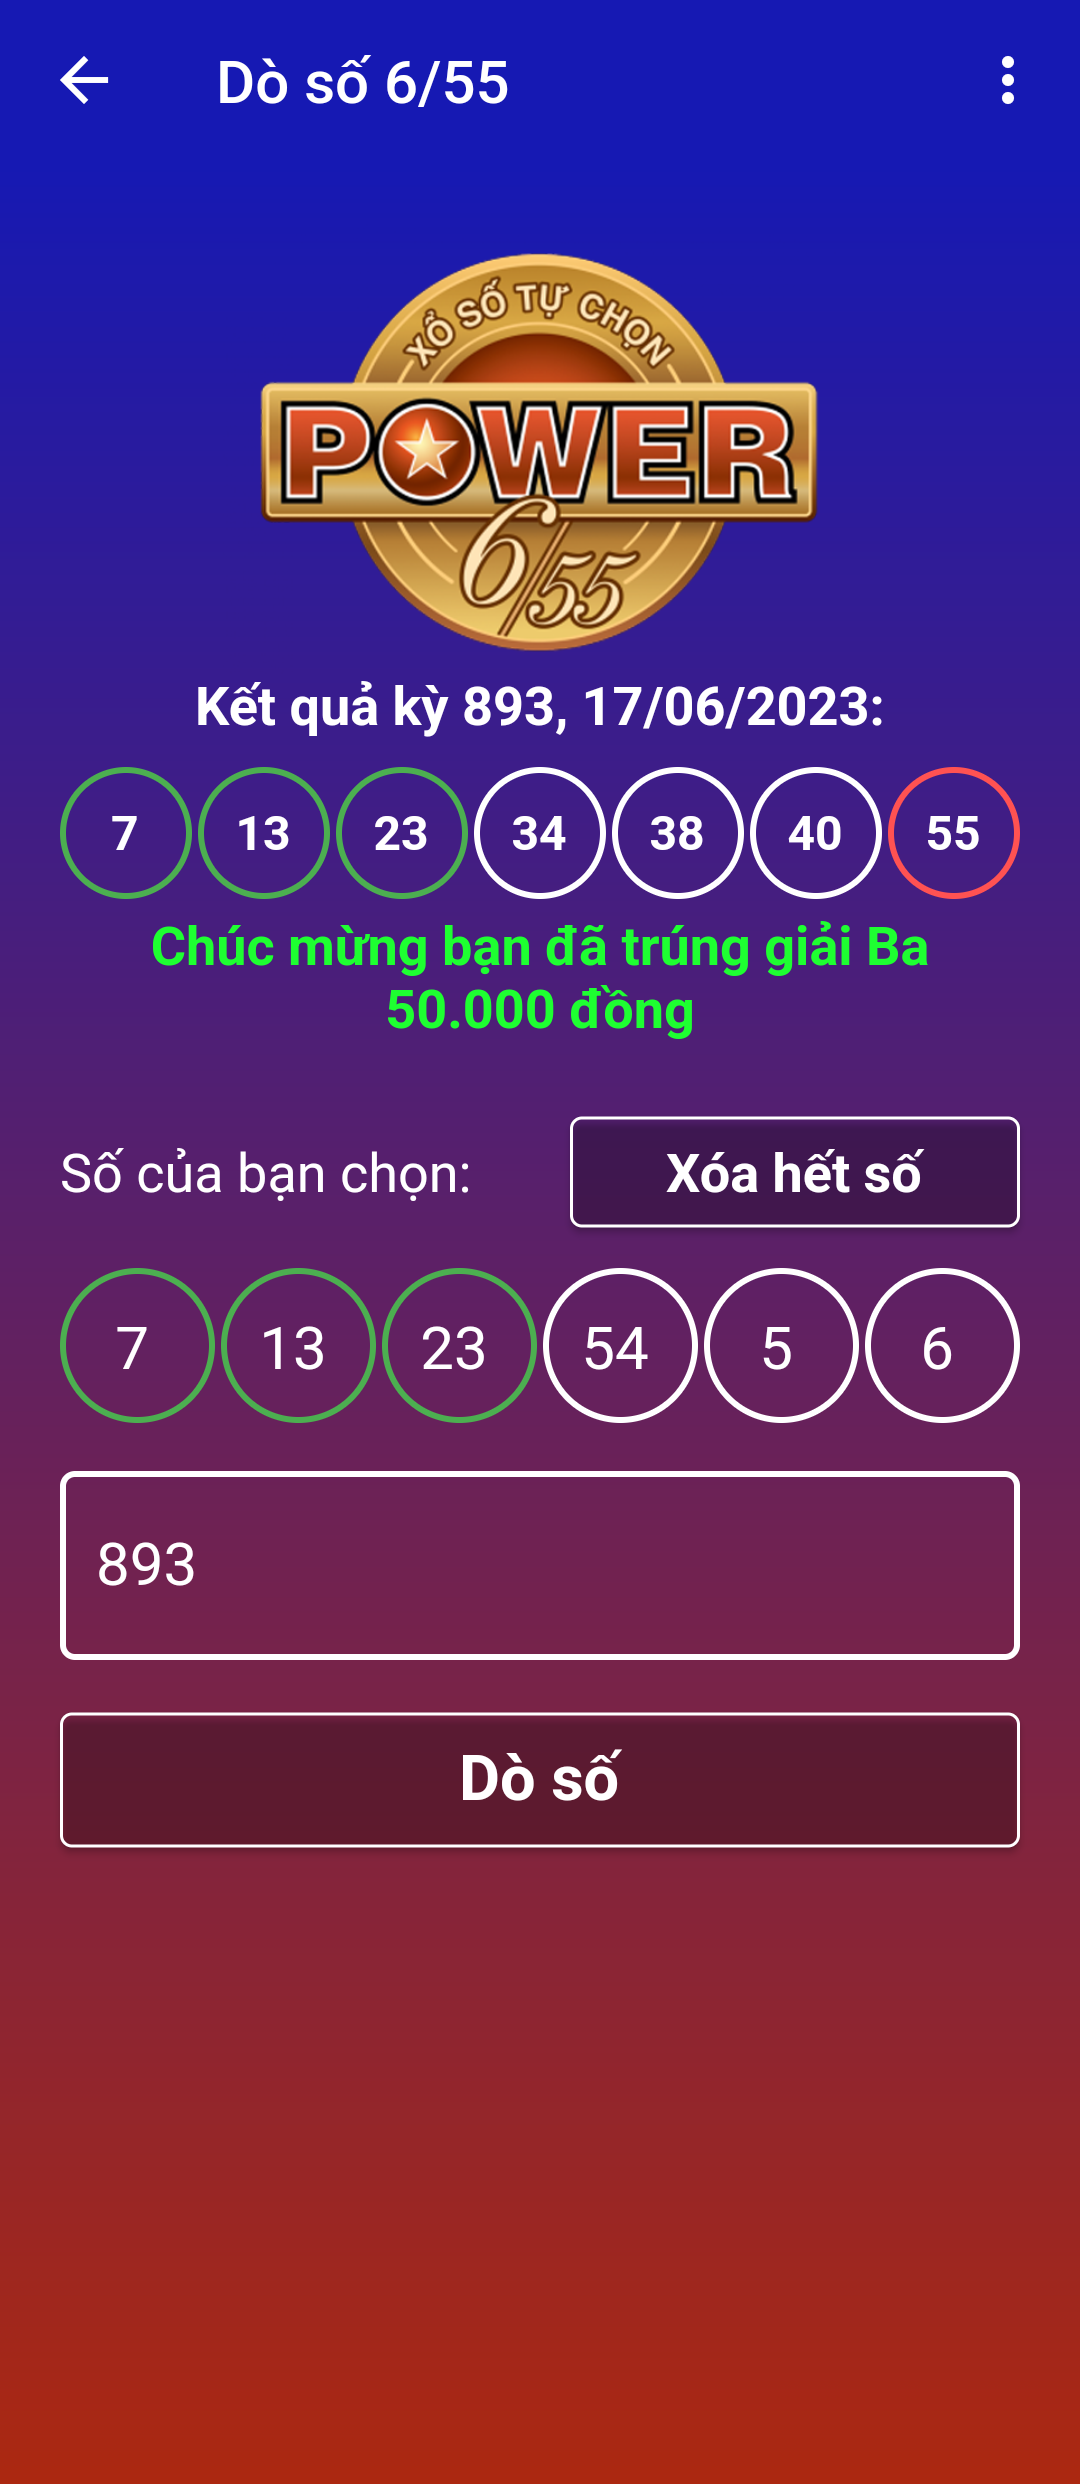 Dò số 6/55
XỔ SỐ TỰ CHỌN
POWER
6/55
Kết quả kỳ 893, 17/06/2023:
7 13 23 34 38 40 55
Chúc mừng bạn đã trúng giải Ba
50.000 đồng
Số của bạn chọn: Xóa hết số
7 13 23 54 5 6
893
Dò số